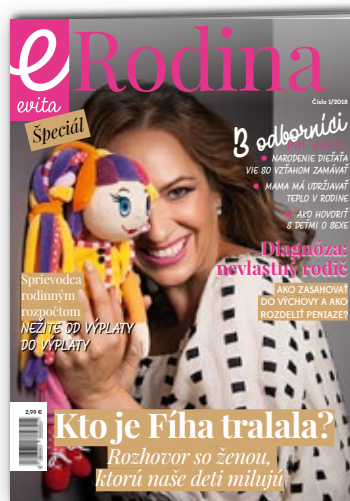 e Rodina
evita
Číslo 1/2018
Špeciál
3 odborníci
NARODENIE DIEŤAŤA
VIE SO VZŤAHOM ZAMÁVAŤ
MAMA MÁ UDRŽIAVAŤ
TEPLO V RODINE
AKO HOVORIŤ
S DEŤMI O SEXE
Diagnóza:
nevlastný rodič
AKO ZASAHOVAŤ
DO VÝCHOVY A AKO
ROZDELIŤ PENIAZE?
Sprievodca
rodinným
rozpočtom
NEŽITE OD VÝPLATY
DO VÝPLATY
2,99 €
Kto je Fíha tralala?
Rozhovor so ženou,
ktorú naše deti milujú